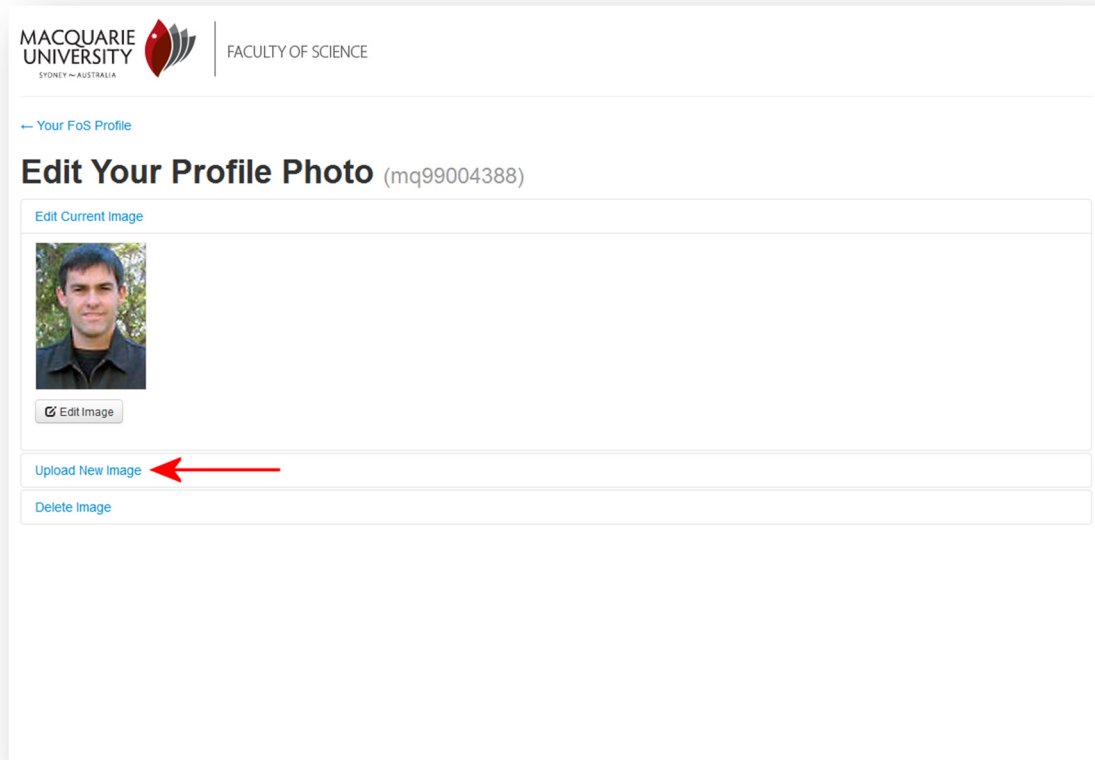 MACQUARIE
UNIVERSITY
SYDNEY ~ AUSTRALIA
FACULTY OF SCIENCE
← Your FoS Profile
Edit Your Profile Photo (mq99004388)
Edit Current Image
Edit Image
Upload New Image
Delete Image